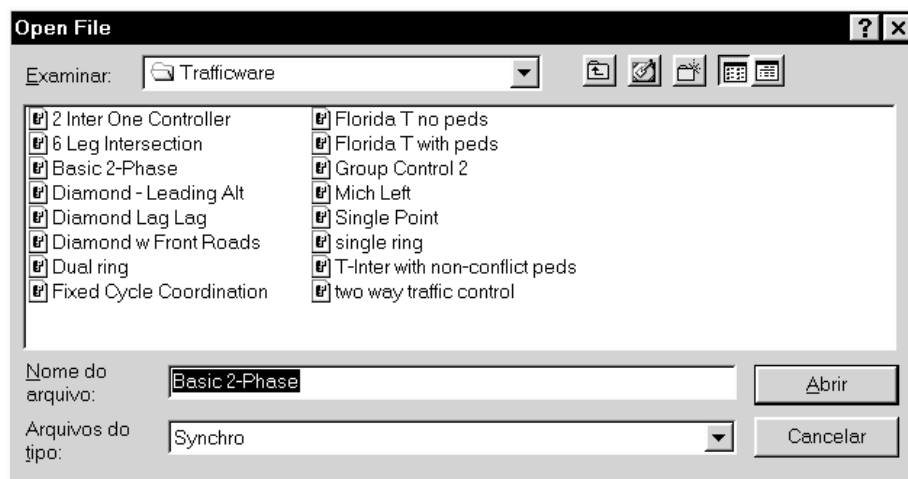 Open File
Examinar: Trafficware
2 Inter One Controller
6 Leg Intersection
Basic 2-Phase
Diamond - Leading Alt
Diamond Lag Lag
Diamond w Front Roads
Dual ring
Fixed Cycle Coordination
Florida T no peds
Florida T with peds
Group Control 2
Mich Left
Single Point
single ring
T-Inter with non-conflict peds
two way traffic control
Nome do
arquivo:
Basic 2-Phase
Abrir
Arquivos do
tipo:
Synchro
Cancelar